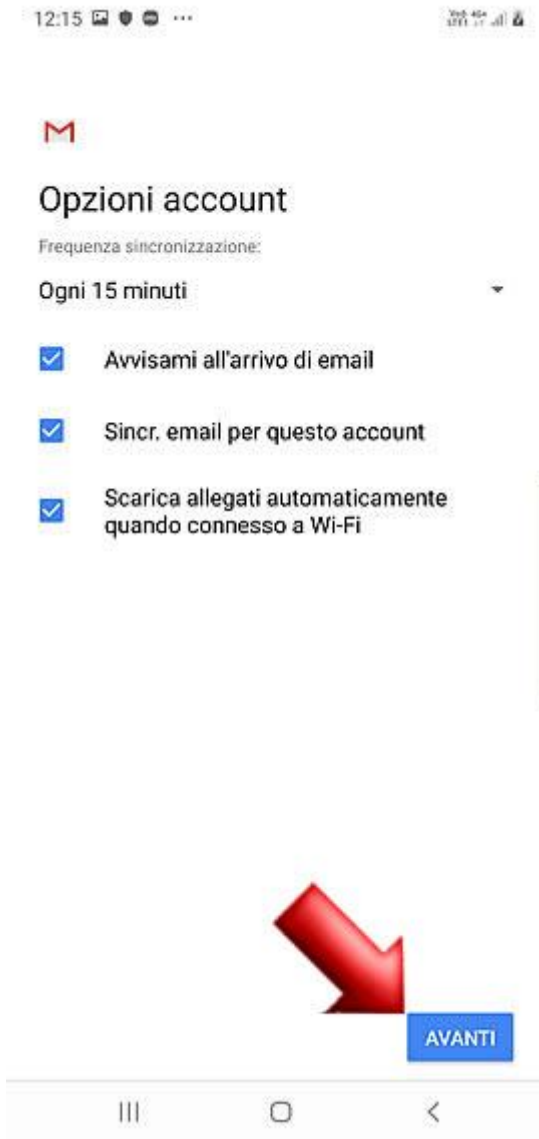 12:15
Opzioni account
Frequenza sincronizzazione:
Ogni 15 minuti
Avvisami all'arrivo di email
Sincr. email per questo account
Scarica allegati automaticamente
quando connesso a Wi-Fi
AVANTI